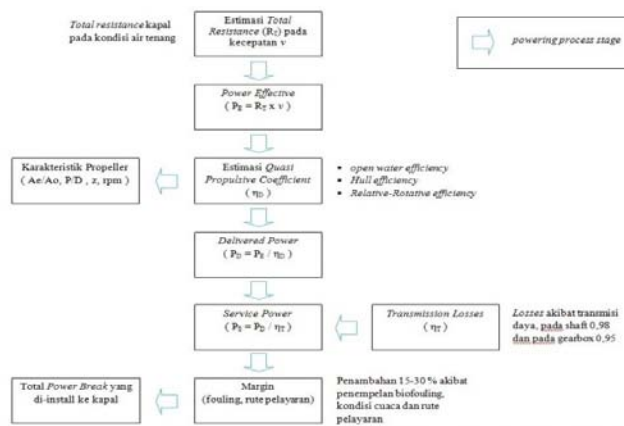 Total resistance kapal
pada kondisi air tenang
Estimasi Total
Resistance (RT) pada
kecepatan v
powering process stage
Power Effective
( PE = RT x v )
Karakteristik Propeller
( Ae/Ao, P/D , z, rpm )
Estimasi Quasi
Propulsive Coefficient
( ηD )
• open water efficiency
• Hull efficiency
• Relative-Rotative efficiency
Delivered Power
( PD = PE / ηD )
Service Power
( PS = PD / ηT )
Transmission Losses
( ηT )
Losses akibat transmisi
daya, pada shaft 0,98
dan pada gearbox 0,95
Total Power Break yang
di-install ke kapal
Margin
(fouling, rute pelayaran)
Penambahan 15-30 % akibat
penempelan biofouling,
kondisi cuaca dan rute
pelayaran